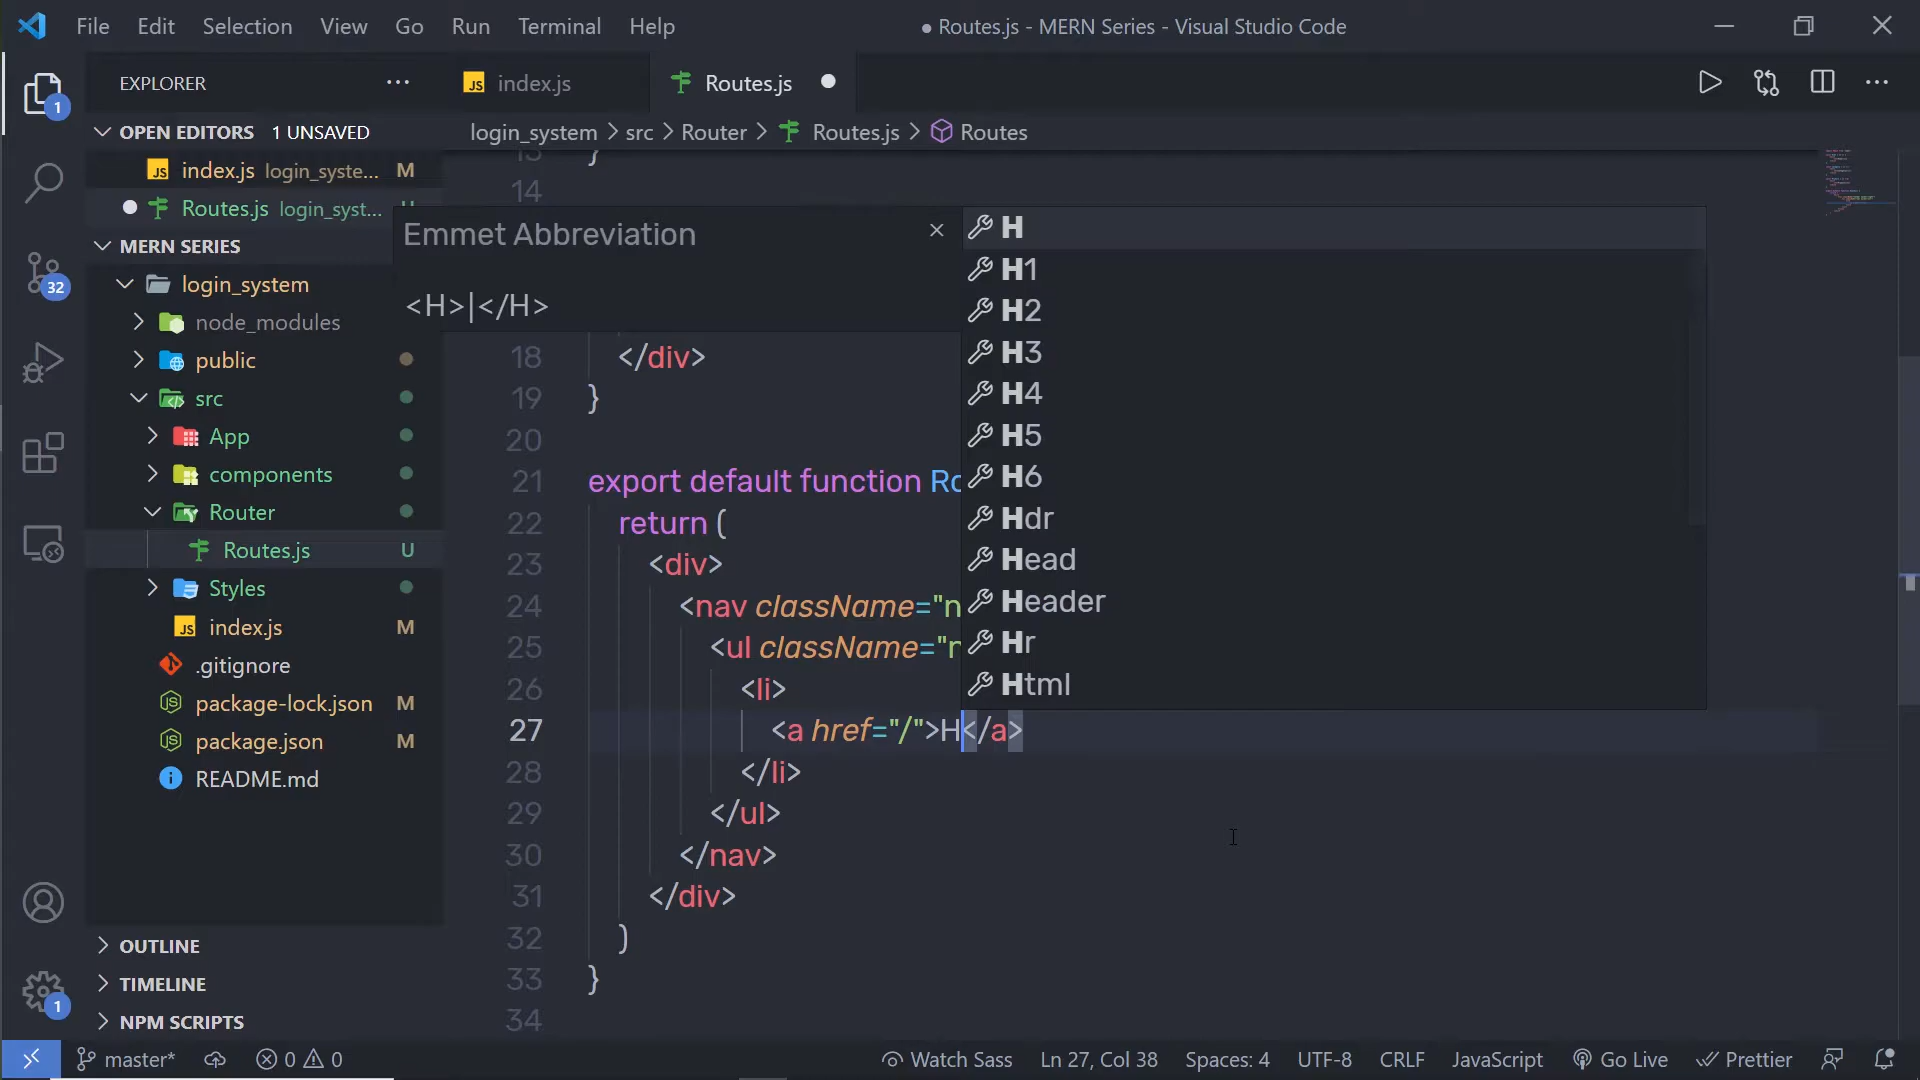 File Edit Selection View Go Run Terminal Help
● Routes.js - MERN Series - Visual Studio Code
EXPLORER
index.js
Routes.js
OPEN EDITORS 1 UNSAVED
index.js login_syste... M
Routes.js login_syst...
MERN SERIES
login_system
node_modules
public
src
App
components
Router
Routes.js U
Styles
index.js M
.gitignore
package-lock.json M
package.json M
README.md
OUTLINE
TIMELINE
NPM SCRIPTS
1
32
1
login_system > src > Router > Routes.js > Routes
13 }
14
Emmet Abbreviation
<H>|</H>
H
H1
H2
H3
H4
H5
H6
Hdr
Head
Header
Hr
Html
18 </div>
19 }
20
21 export default function Ro
22 return (
23 <div>
24 <nav className="n
25 <ul className="n
26 <li>
27 <a href="/">H</a>
28 </li>
29 </ul>
30 </nav>
31 </div>
32 )
33 }
34
master* 0 0 Watch Sass Ln 27, Col 38 Spaces: 4 UTF-8 CRLF JavaScript Go Live Prettier